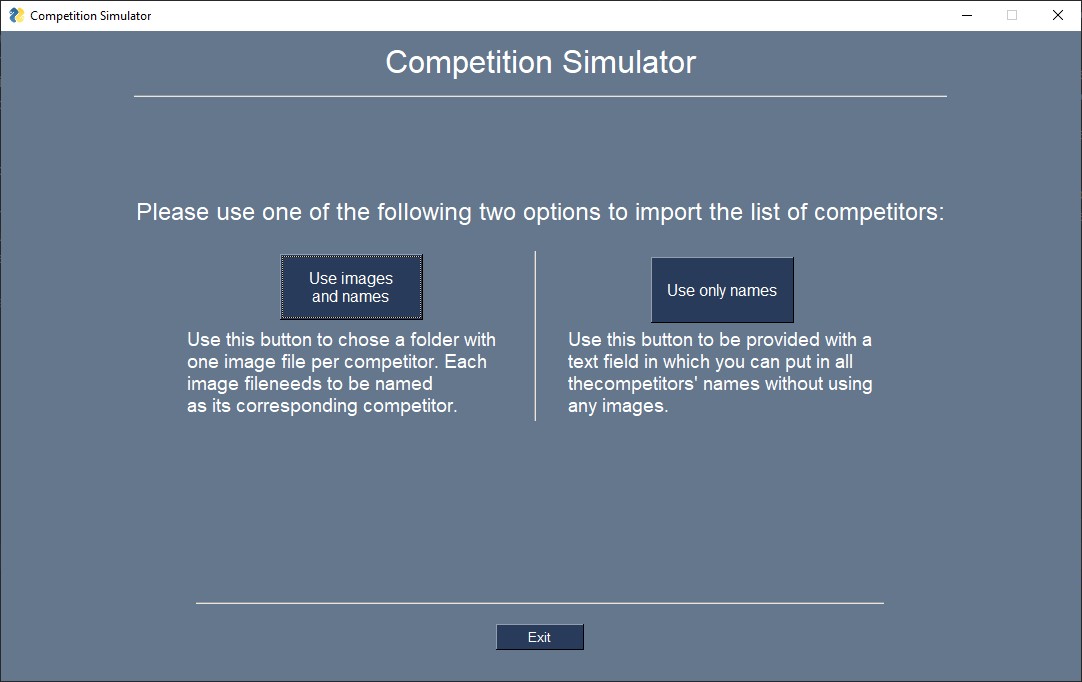 Competition Simulator
Competition Simulator
Please use one of the following two options to import the list of competitors:
Use images
and names
Use this button to chose a folder with
one image file per competitor. Each
image fileneeds to be named
as its corresponding competitor.
Use only names
Use this button to be provided with a
text field in which you can put in all
thecompetitors' names without using
any images.
Exit